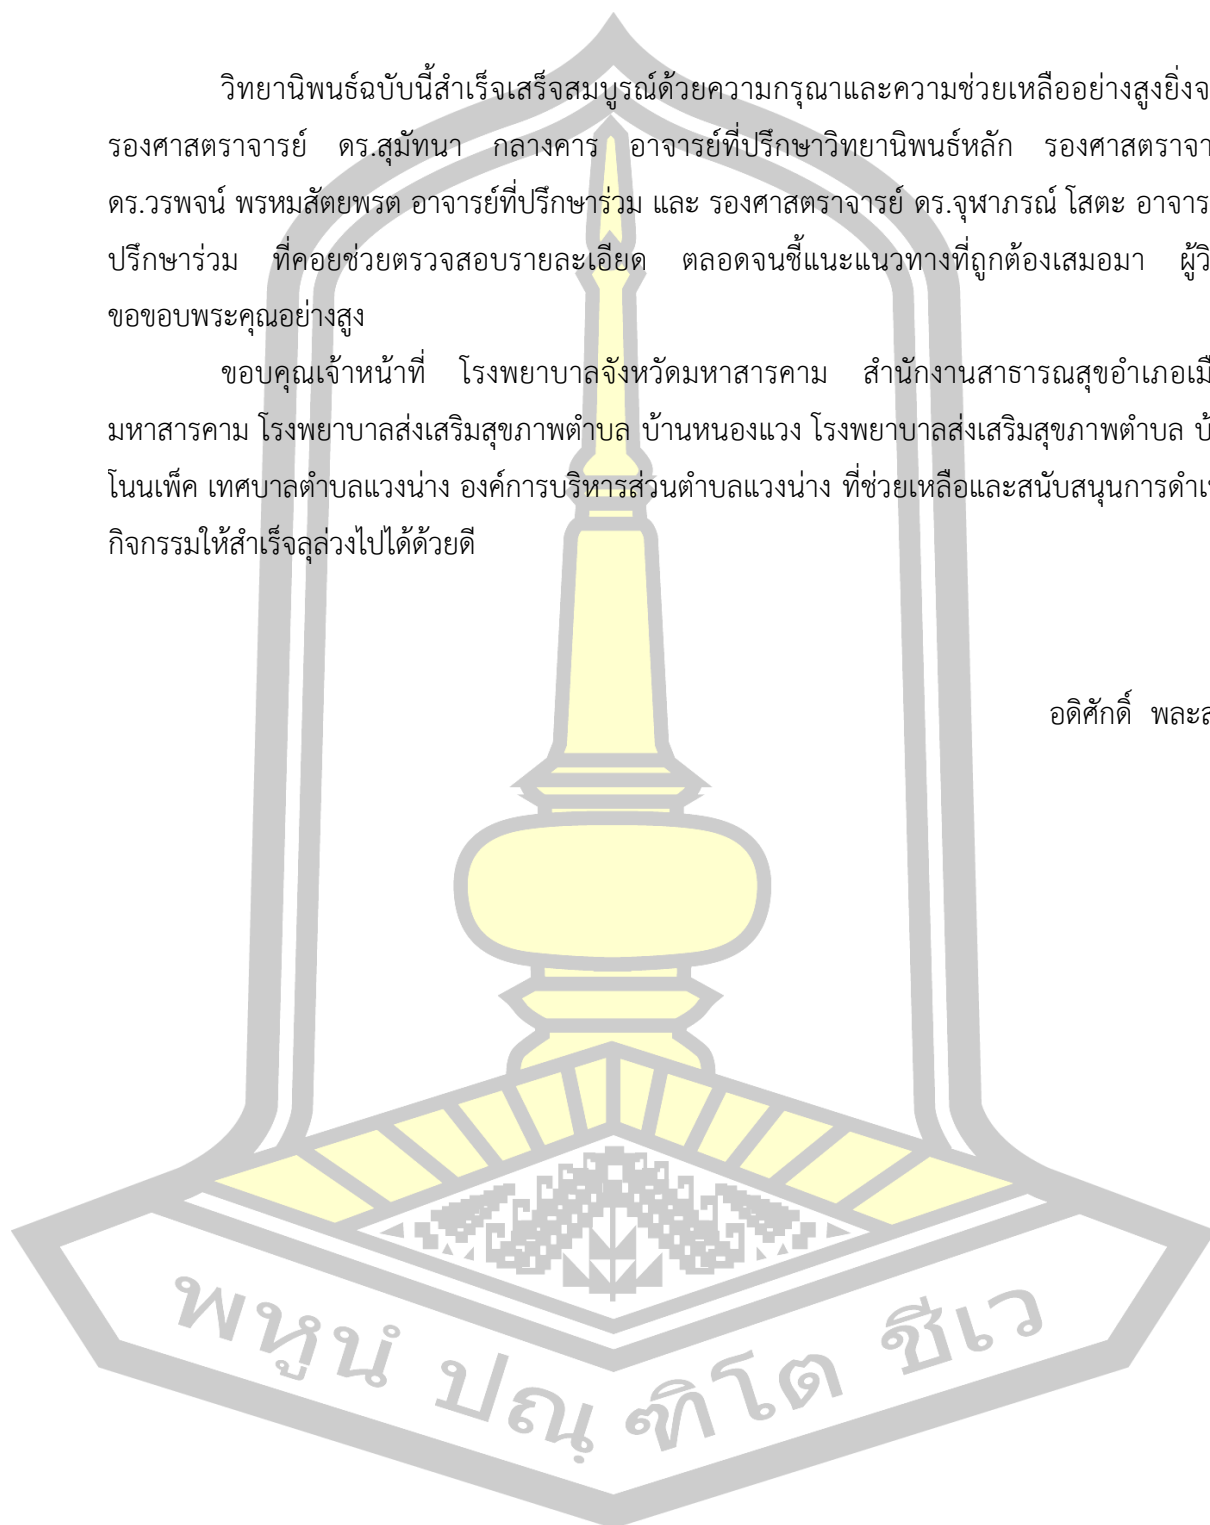 วิทยานิพนธ์ฉบับนี้สำเร็จเสร็จสมบูรณ์ด้วยความกรุณาและความช่วยเหลืออย่างสูงยิ่งจ
รองศาสตราจารย์ ดร.สุมัทนา กลางคาร อาจารย์ที่ปรึกษาวิทยานิพนธ์หลัก รองศาสตราจา
ดร.วรพจน์ พรหมสัตยพรต อาจารย์ที่ปรึกษาร่วม และ รองศาสตราจารย์ ดร.จุฬาภรณ์ โสตะ อาจาร
ปรึกษาร่วม ที่คอยช่วยตรวจสอบรายละเอียด ตลอดจนชี้แนะแนวทางที่ถูกต้องเสมอมา ผู้วิ
ขอขอบพระคุณอย่างสูง
ขอบคุณเจ้าหน้าที่ โรงพยาบาลจังหวัดมหาสารคาม สำนักงานสาธารณสุขอำเภอเมื
มหาสารคาม โรงพยาบาลส่งเสริมสุขภาพตำบล บ้านหนองแวง โรงพยาบาลส่งเสริมสุขภาพตำบล บ้
โนนเพ็ค เทศบาลตำบลแวงน่าง องค์การบริหารส่วนตำบลแวงน่าง ที่ช่วยเหลือและสนับสนุนการดำเ
กิจกรรมให้สำเร็จลุล่วงไปได้ด้วยดี
อดิศักดิ์ พละส
พหูนํ ปณฺฑิโต ชีเว